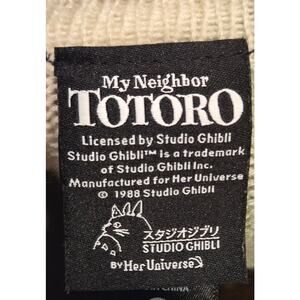 My Neighbor
TOTORO
Licensed by Studio Ghibli
Studio Ghibli™ is a trademark
of Studio Ghibli Inc.
Manufactured for Her Universe
© 1988 Studio Ghibli
スタジオジブリ
STUDIO GHIBLI
BY Her Universe
CHINA